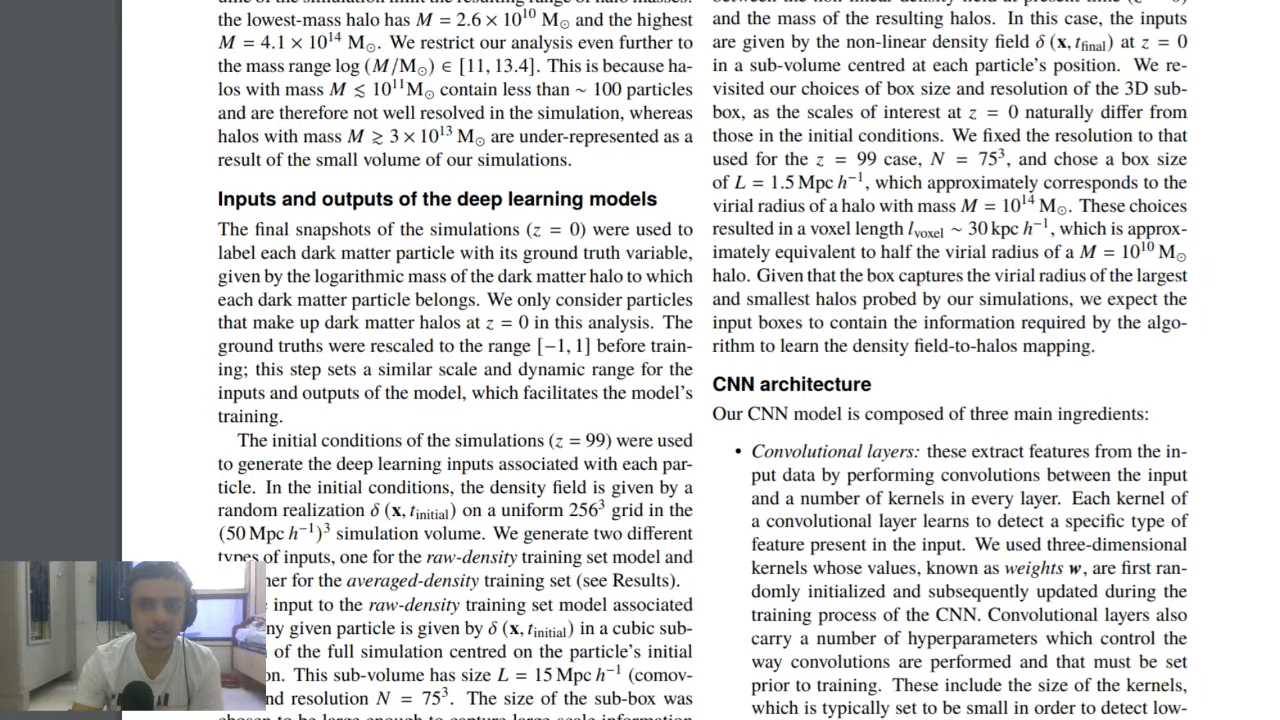 the lowest-mass halo has M = 2.6 × 10¹⁰ M⊙ and the highest
M = 4.1 × 10¹⁴ M⊙. We restrict our analysis even further to
the mass range log (M/M⊙) ∈ [11, 13.4]. This is because ha-
los with mass M ≲ 10¹¹M⊙ contain less than ~ 100 particles
and are therefore not well resolved in the simulation, whereas
halos with mass M ≳ 3 × 10¹³ M⊙ are under-represented as a
result of the small volume of our simulations.
Inputs and outputs of the deep learning models
The final snapshots of the simulations (z = 0) were used to
label each dark matter particle with its ground truth variable,
given by the logarithmic mass of the dark matter halo to which
each dark matter particle belongs. We only consider particles
that make up dark matter halos at z = 0 in this analysis. The
ground truths were rescaled to the range [−1, 1] before train-
ing; this step sets a similar scale and dynamic range for the
inputs and outputs of the model, which facilitates the model's
training.
The initial conditions of the simulations (z = 99) were used
to generate the deep learning inputs associated with each par-
ticle. In the initial conditions, the density field is given by a
random realization δ (x, t_initial) on a uniform 256³ grid in the
(50 Mpc h⁻¹)³ simulation volume. We generate two different
types of inputs, one for the raw-density training set model and
her for the averaged-density training set (see Results).
input to the raw-density training set model associated
ny given particle is given by δ (x, t_initial) in a cubic sub-
of the full simulation centred on the particle's initial
on. This sub-volume has size L = 15 Mpc h⁻¹ (comov-
nd resolution N = 75³. The size of the sub-box was
and the mass of the resulting halos. In this case, the inputs
are given by the non-linear density field δ (x, t_final) at z = 0
in a sub-volume centred at each particle's position. We re-
visited our choices of box size and resolution of the 3D sub-
box, as the scales of interest at z = 0 naturally differ from
those in the initial conditions. We fixed the resolution to that
used for the z = 99 case, N = 75³, and chose a box size
of L = 1.5 Mpc h⁻¹, which approximately corresponds to the
virial radius of a halo with mass M = 10¹⁴ M⊙. These choices
resulted in a voxel length l_voxel ~ 30 kpc h⁻¹, which is approx-
imately equivalent to half the virial radius of a M = 10¹⁰ M⊙
halo. Given that the box captures the virial radius of the largest
and smallest halos probed by our simulations, we expect the
input boxes to contain the information required by the algo-
rithm to learn the density field-to-halos mapping.
CNN architecture
Our CNN model is composed of three main ingredients:
• Convolutional layers: these extract features from the in-
put data by performing convolutions between the input
and a number of kernels in every layer. Each kernel of
a convolutional layer learns to detect a specific type of
feature present in the input. We used three-dimensional
kernels whose values, known as weights w, are first ran-
domly initialized and subsequently updated during the
training process of the CNN. Convolutional layers also
carry a number of hyperparameters which control the
way convolutions are performed and that must be set
prior to training. These include the size of the kernels,
which is typically set to be small in order to detect low-